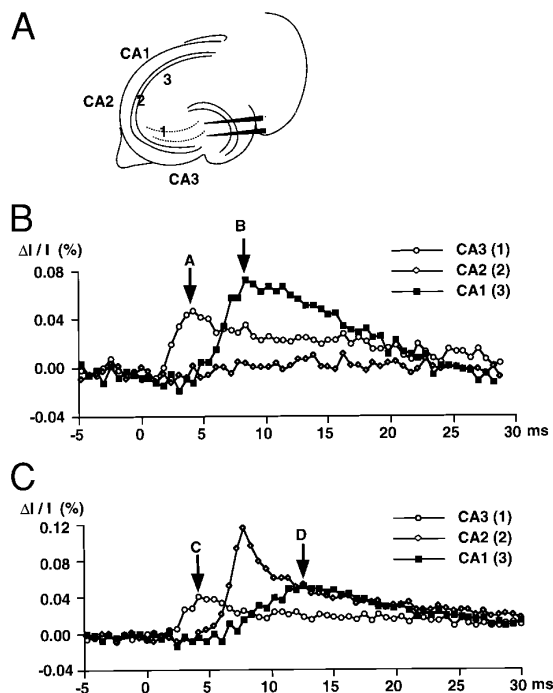 A
CA1
3
CA2
2
1
CA3
B
ΔI / I (%)
A
B
CA3 (1)
CA2 (2)
CA1 (3)
0.08
0.04
0.00
-0.04
-5 0 5 10 15 20 25 30 ms
C
ΔI / I (%)
C
D
CA3 (1)
CA2 (2)
CA1 (3)
0.12
0.08
0.04
0.00
-0.04
-5 0 5 10 15 20 25 30 ms